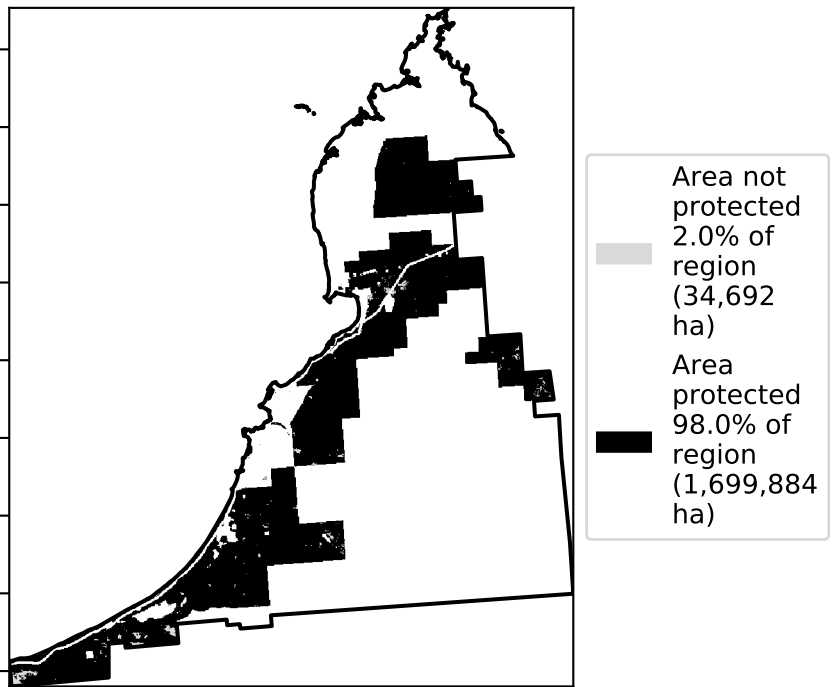 Area not
protected
2.0% of
region
(34,692
ha)
Area
protected
98.0% of
region
(1,699,884
ha)